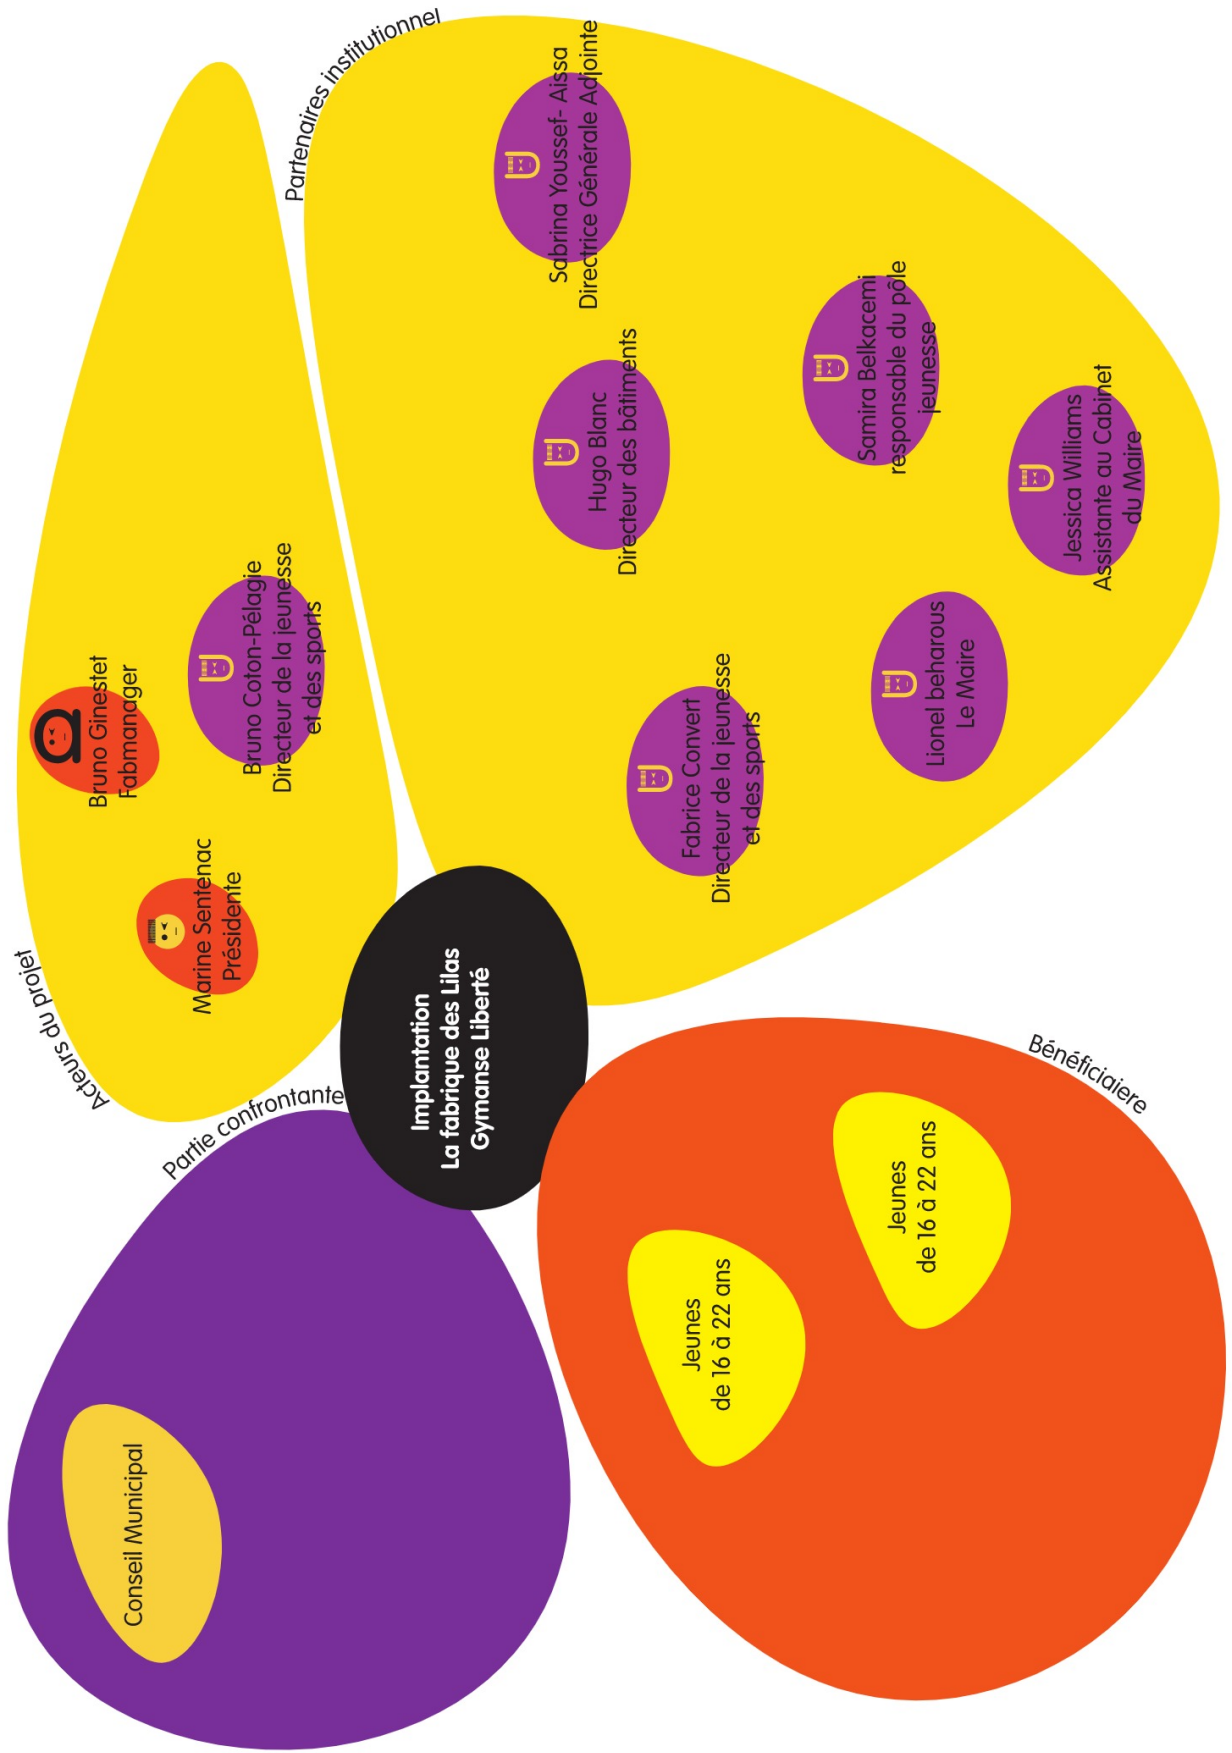 Partie confrontante
Conseil Municipal
Acteurs du projet
Marine Sentenac
Présidente
Bruno Ginestet
Fabmanager
Bruno Coton-Pélagie
Directeur de la jeunesse
et des sports
Implantation
La fabrique des Lilas
Gymanse Liberté
Partenaires institutionnel
Sabrina Youssef- Aissa
Directrice Générale Adjointe
Hugo Blanc
Directeur des bâtiments
Fabrice Convert
Directeur de la jeunesse
et des sports
Samira Belkacemi
responsable du pôle
jeunesse
Lionel beharous
Le Maire
Jessica Williams
Assistante au Cabinet
du Maire
Bénéficiaiere
Jeunes
de 16 à 22 ans
Jeunes
de 16 à 22 ans